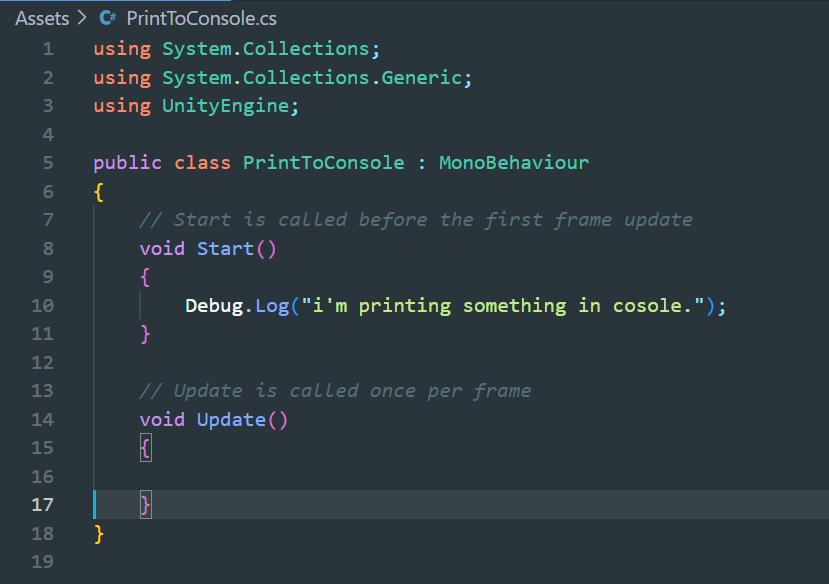 Assets > C# PrintToConsole.cs
1 using System.Collections;
2 using System.Collections.Generic;
3 using UnityEngine;
4
5 public class PrintToConsole : MonoBehaviour
6 {
7     // Start is called before the first frame update
8     void Start()
9     {
10         Debug.Log("i'm printing something in cosole.");
11     }
12
13     // Update is called once per frame
14     void Update()
15     {
16
17     }
18 }
19